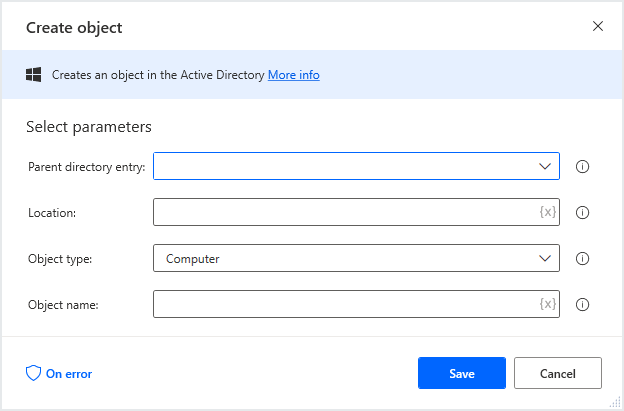 Create object
Creates an object in the Active Directory More info
Select parameters
Parent directory entry:
Location: {x}
Object type: Computer
Object name: {x}
On error Save Cancel